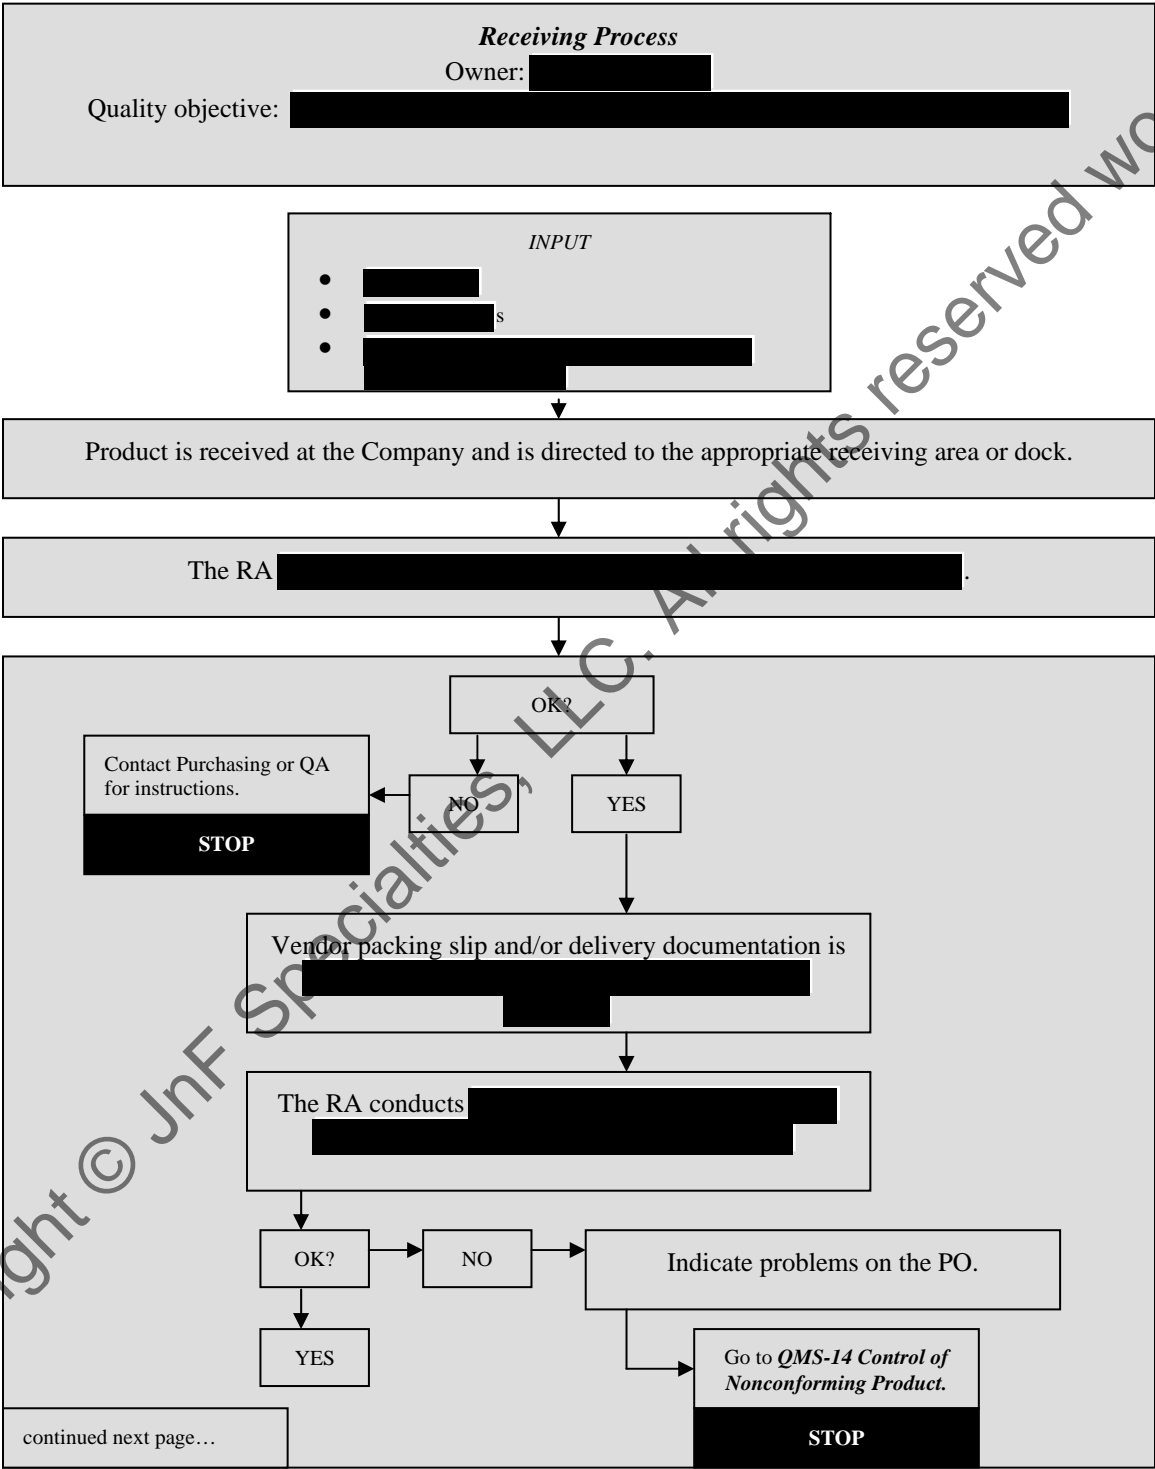 Receiving Process
Owner:
Quality objective:
INPUT
•
• s
•
Product is received at the Company and is directed to the appropriate receiving area or dock.
The RA .
OK?
Contact Purchasing or QA
for instructions.
STOP
NO
YES
Vendor packing slip and/or delivery documentation is
The RA conducts
OK?
NO
Indicate problems on the PO.
YES
Go to QMS-14 Control of
Nonconforming Product.
STOP
continued next page…
ight © JnF Specialties, LLC. All rights reserved wo